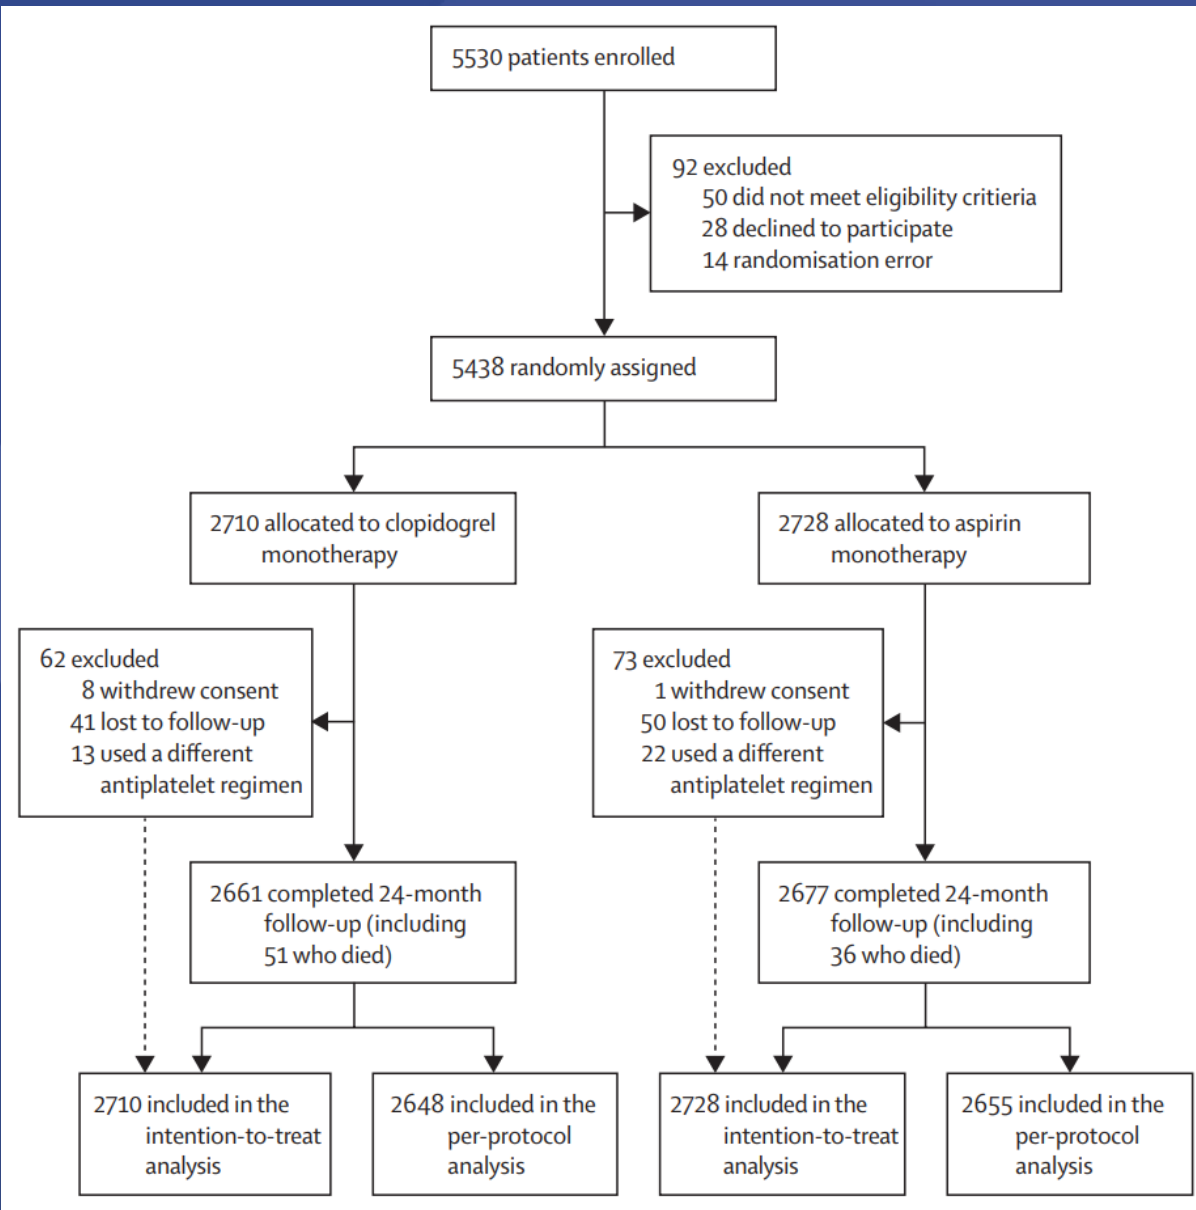 5530 patients enrolled
92 excluded
50 did not meet eligibility critieria
28 declined to participate
14 randomisation error
5438 randomly assigned
2710 allocated to clopidogrel
monotherapy
2728 allocated to aspirin
monotherapy
62 excluded
8 withdrew consent
41 lost to follow-up
13 used a different
antiplatelet regimen
73 excluded
1 withdrew consent
50 lost to follow-up
22 used a different
antiplatelet regimen
2661 completed 24-month
follow-up (including
51 who died)
2677 completed 24-month
follow-up (including
36 who died)
2710 included in the
intention-to-treat
analysis
2648 included in the
per-protocol
analysis
2728 included in the
intention-to-treat
analysis
2655 included in the
per-protocol
analysis